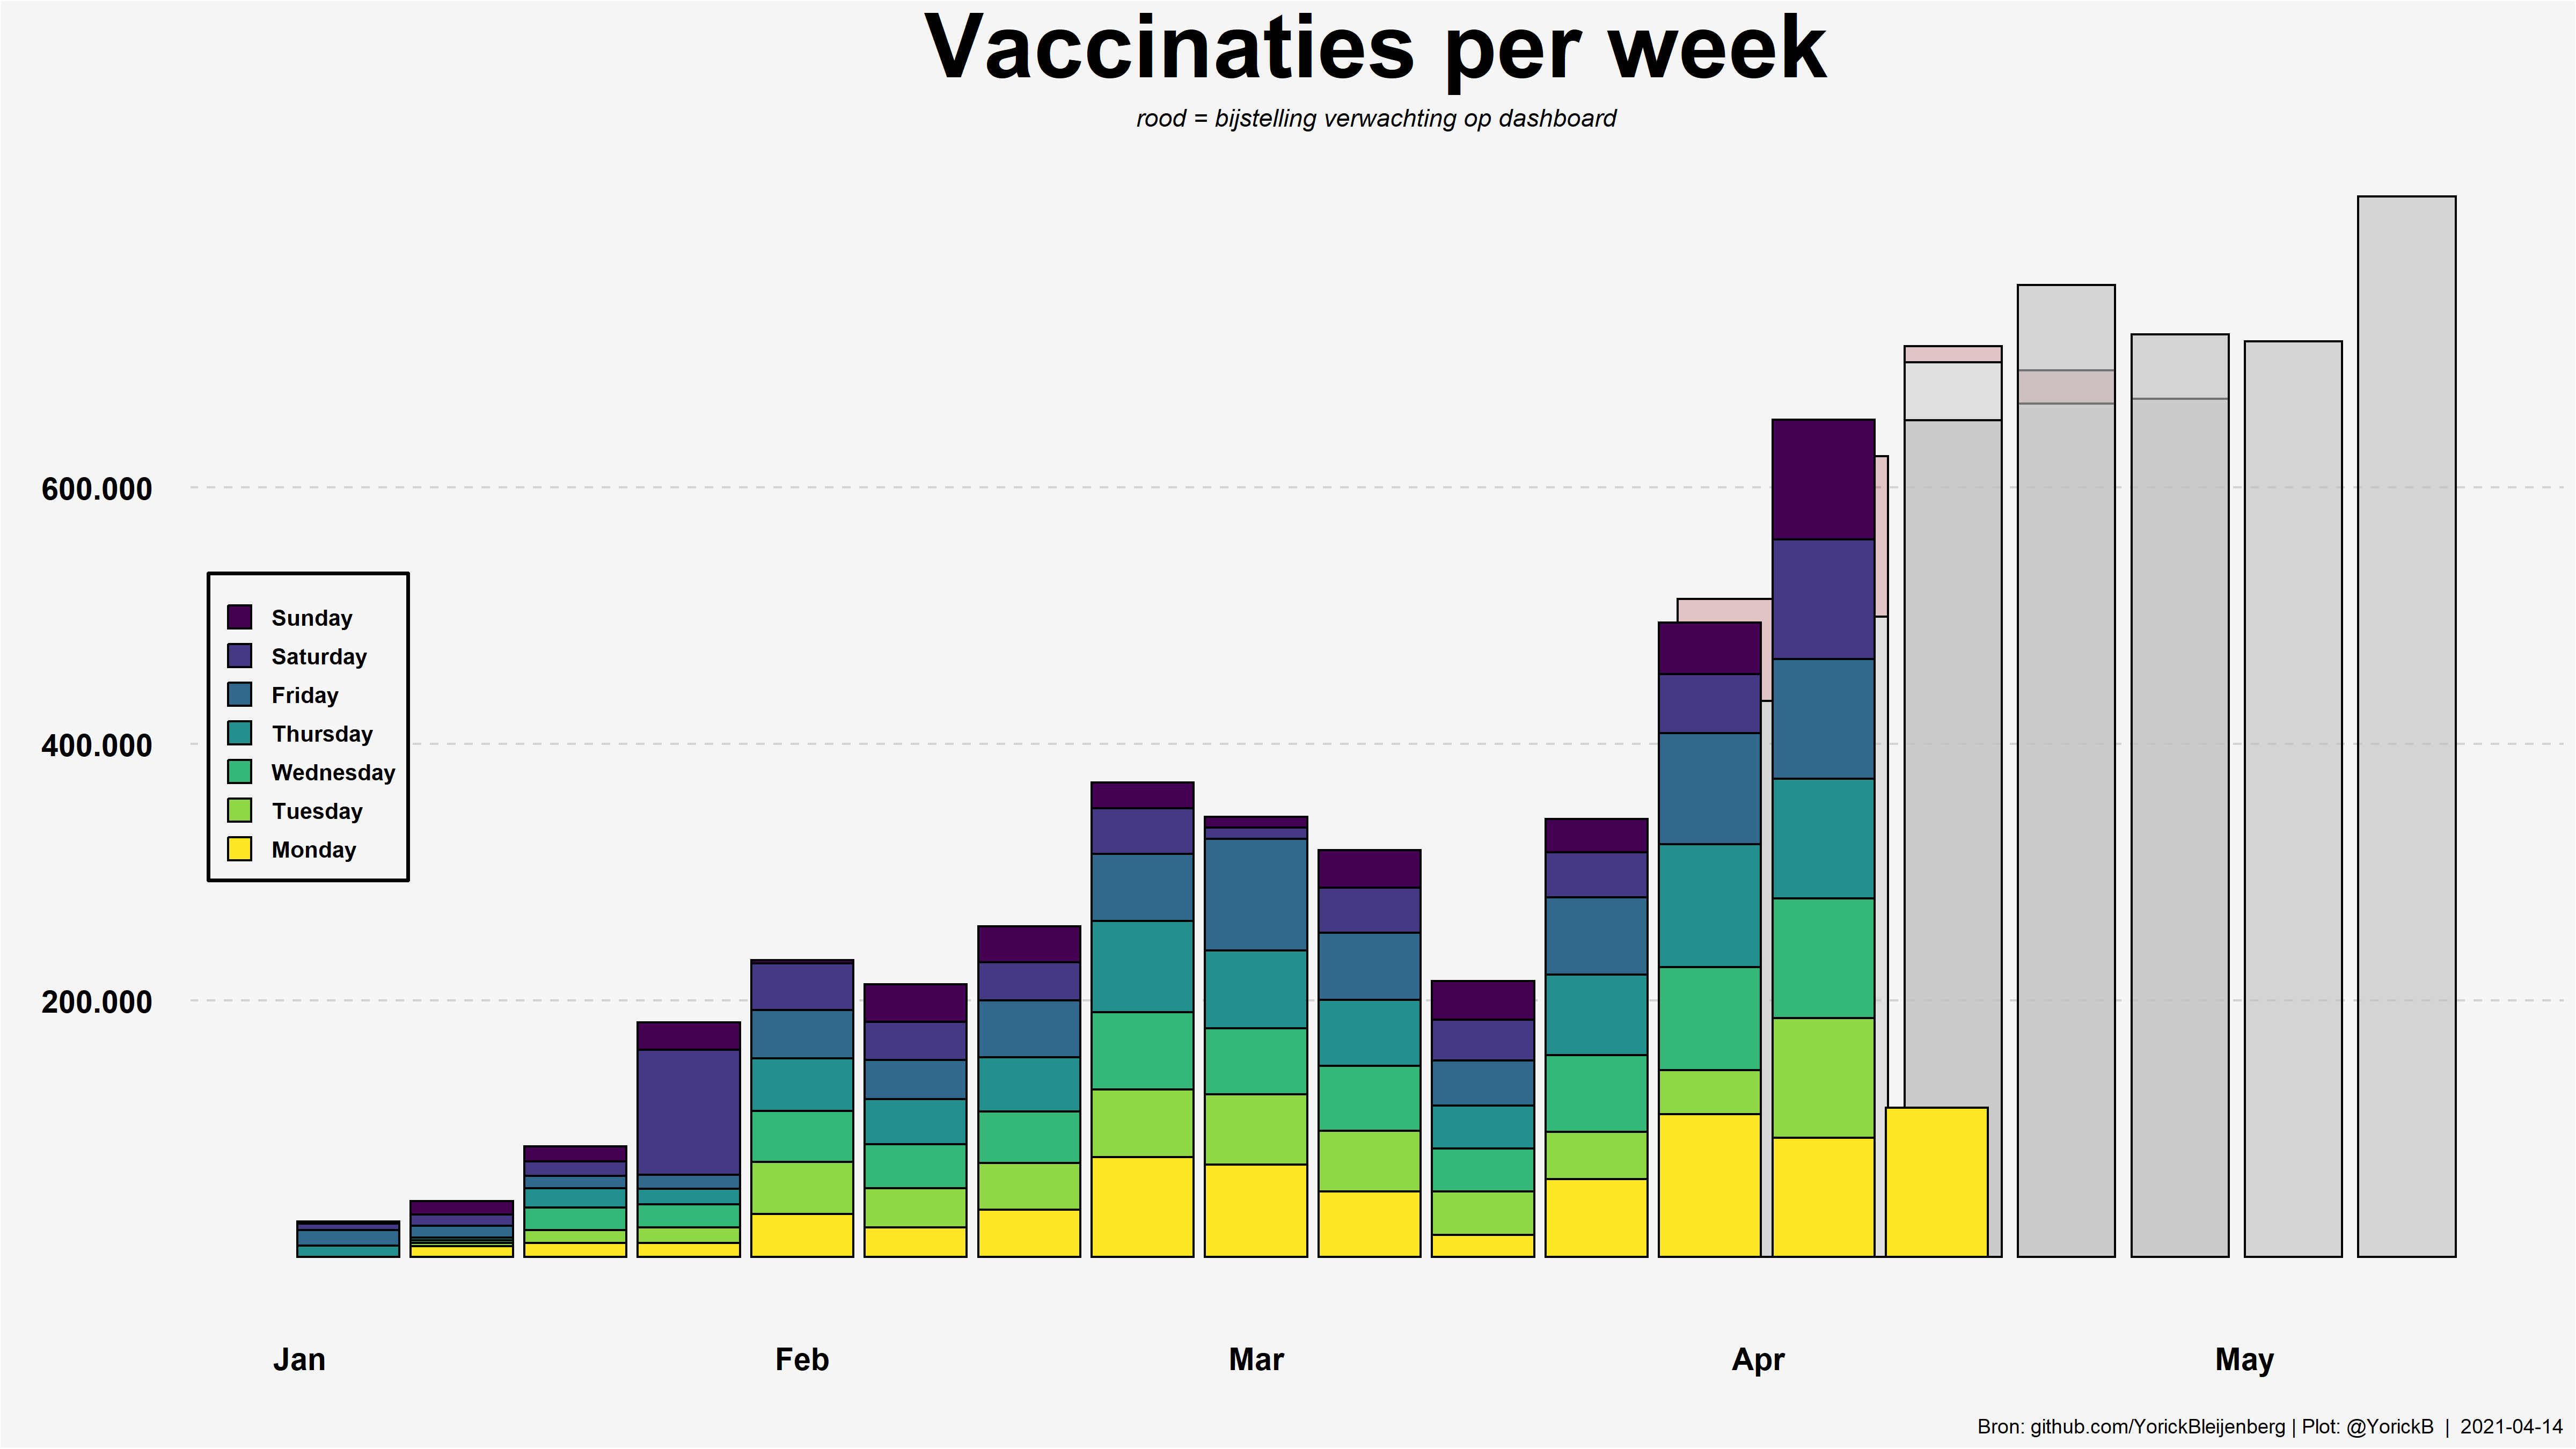 Vaccinaties per week
rood = bijstelling verwachting op dashboard
600.000
400.000
200.000
Sunday
Saturday
Friday
Thursday
Wednesday
Tuesday
Monday
Jan Feb Mar Apr May
Bron: github.com/YorickBleijenberg | Plot: @YorickB | 2021-04-14